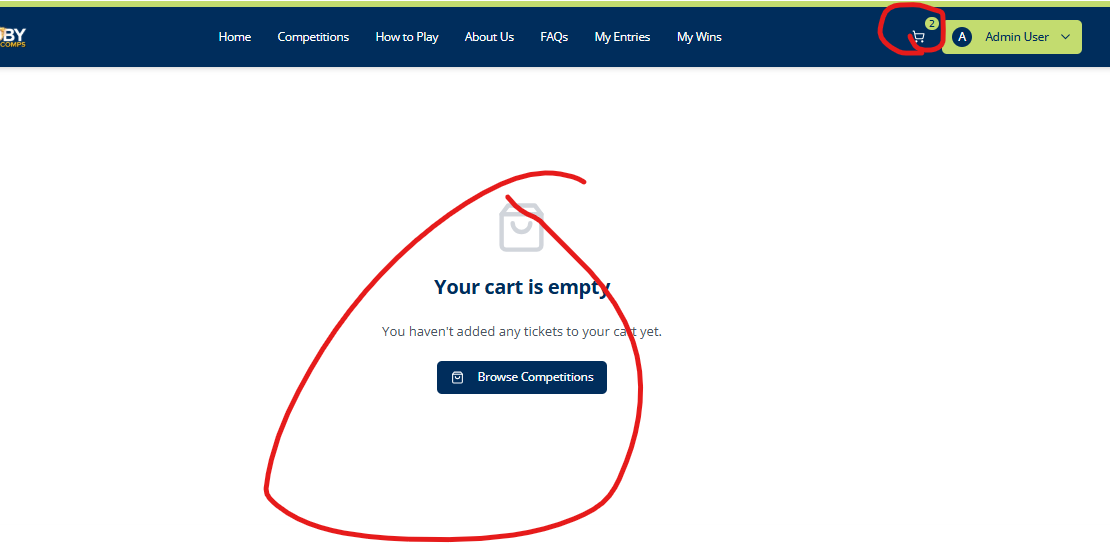 OBY
COMPS
Home Competitions How to Play About Us FAQs My Entries My Wins 2 A Admin User
Your cart is empty
You haven't added any tickets to your cart yet.
Browse Competitions